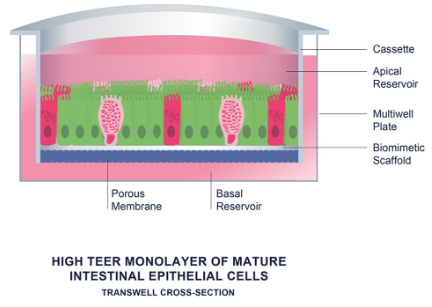 Cassette
Apical
Reservoir
Multiwell
Plate
Biomimetic
Scaffold
Porous
Membrane
Basal
Reservoir
HIGH TEER MONOLAYER OF MATURE
INTESTINAL EPITHELIAL CELLS
TRANSWELL CROSS-SECTION